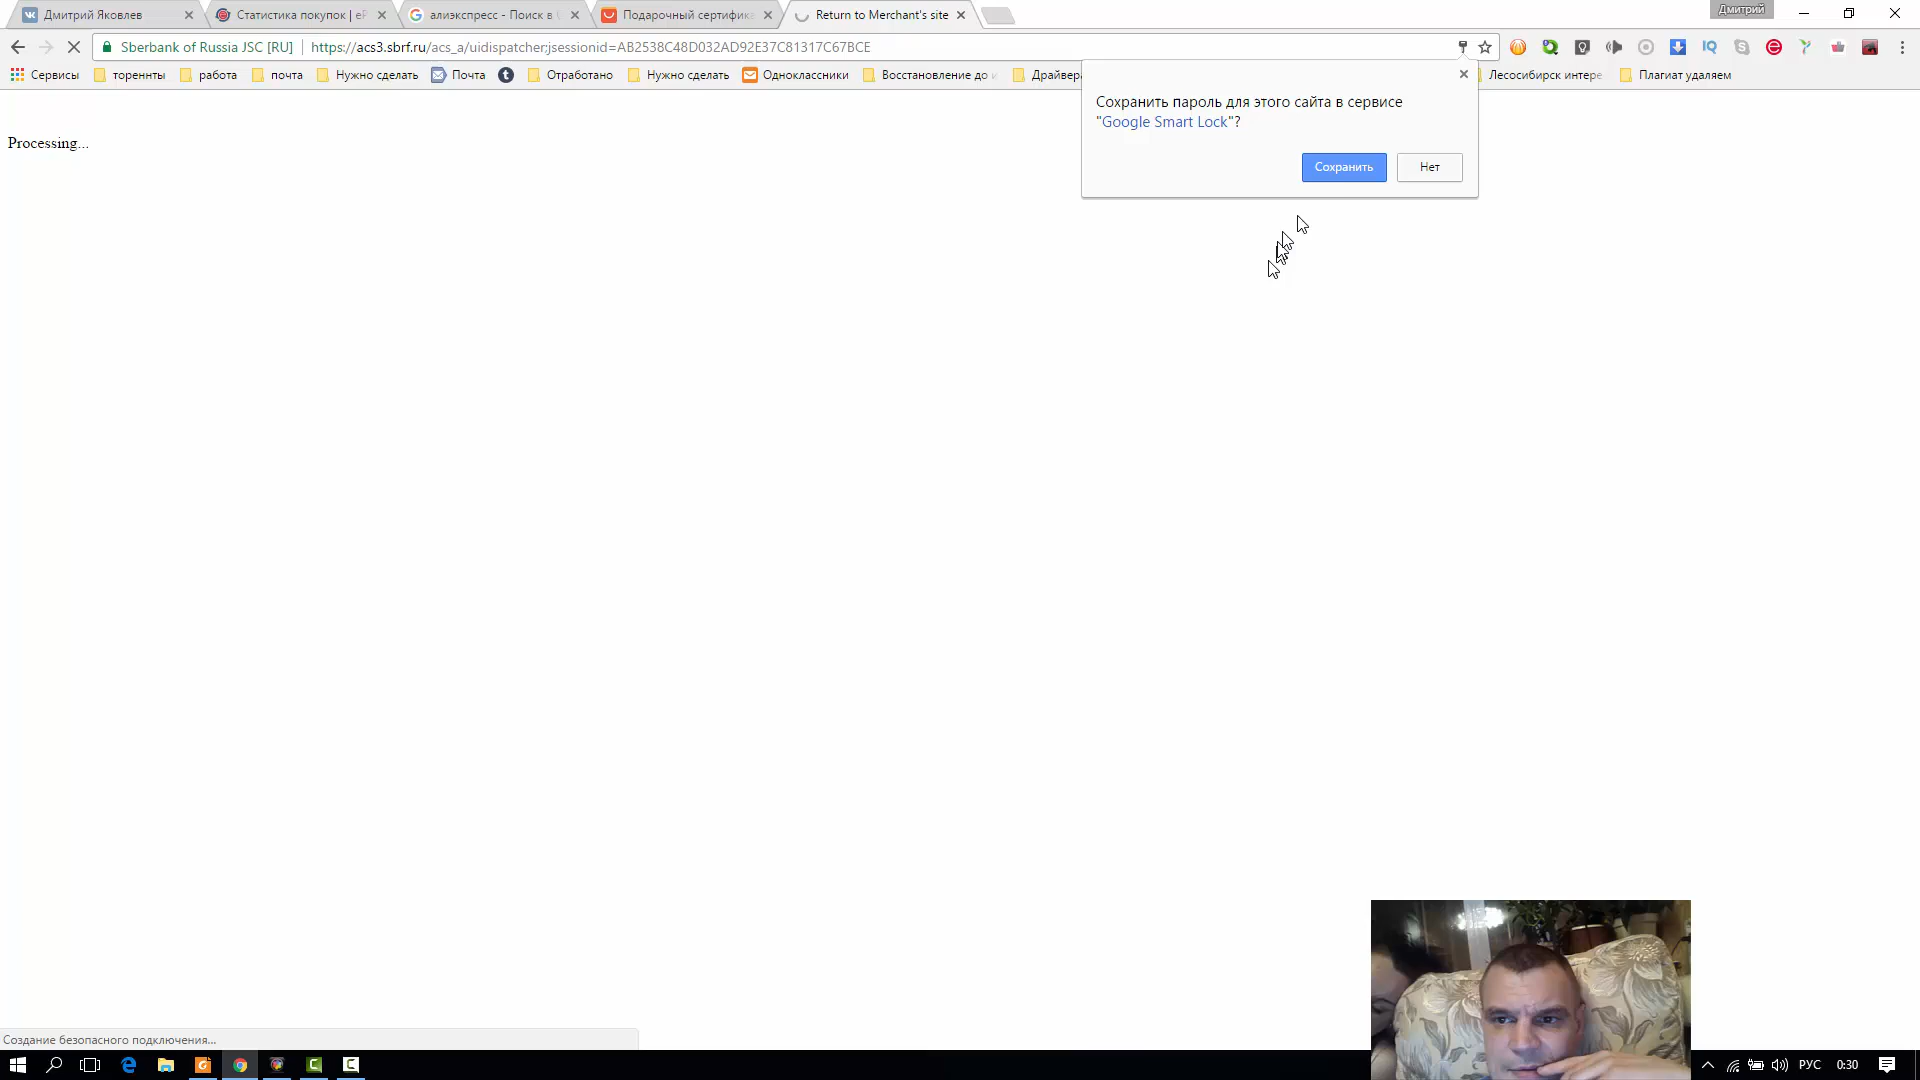 Дмитрий Яковлев
Статистика покупок | eP
алиэкспресс - Поиск в
Подарочный сертифика
Return to Merchant's site
Дмитрий
Sberbank of Russia JSC [RU]
https://acs3.sbrf.ru/acs_a/uidispatcher;jsessionid=AB2538C48D032AD92E37C81317C67BCE
Сервисы
тореннты
работа
почта
Нужно сделать
Почта
Отработано
Нужно сделать
Одноклассники
Восстановление до и
Драйвера
Лесосибирск интере
Плагиат удаляем
Сохранить пароль для этого сайта в сервисе
"Google Smart Lock"?
Сохранить
Нет
Processing...
Создание безопасного подключения...
РУС
0:30